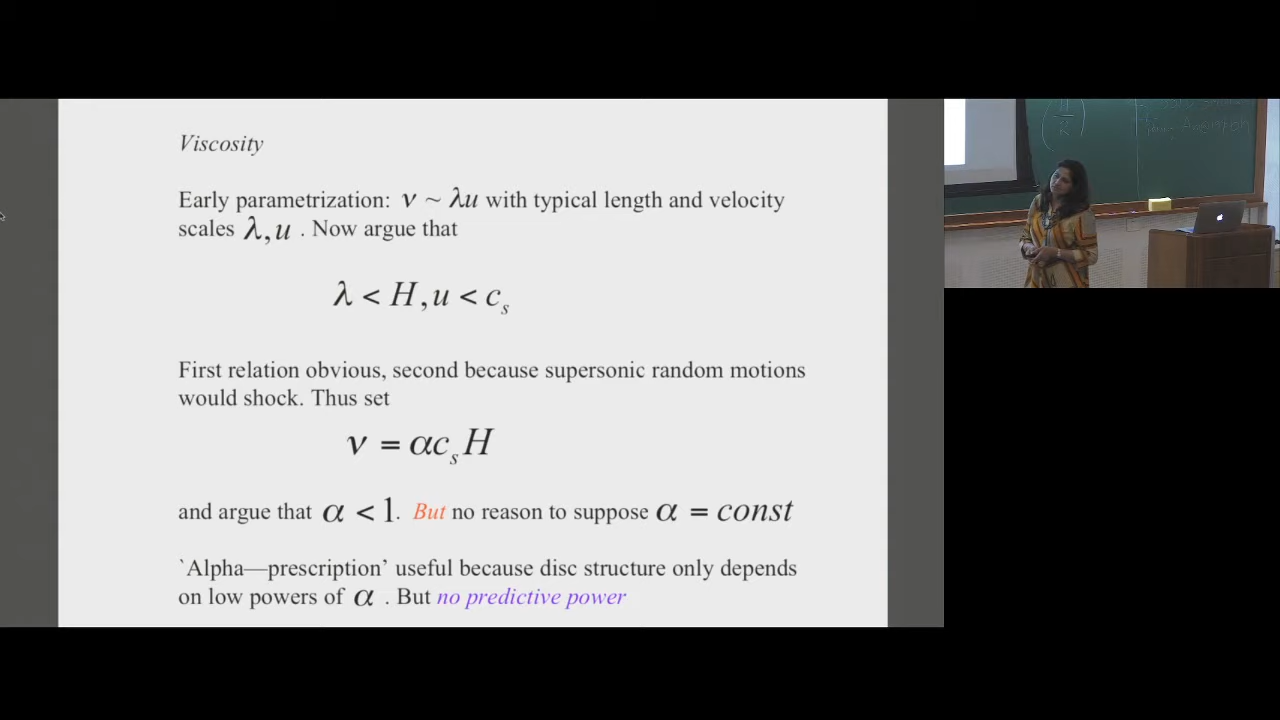 Viscosity
Early parametrization: ν ~ λu with typical length and velocity
scales λ, u . Now argue that
λ < H, u < c_s
First relation obvious, second because supersonic random motions
would shock. Thus set
ν = αc_s H
and argue that α < 1. But no reason to suppose α = const
`Alpha—prescription’ useful because disc structure only depends
on low powers of α . But no predictive power
H
R